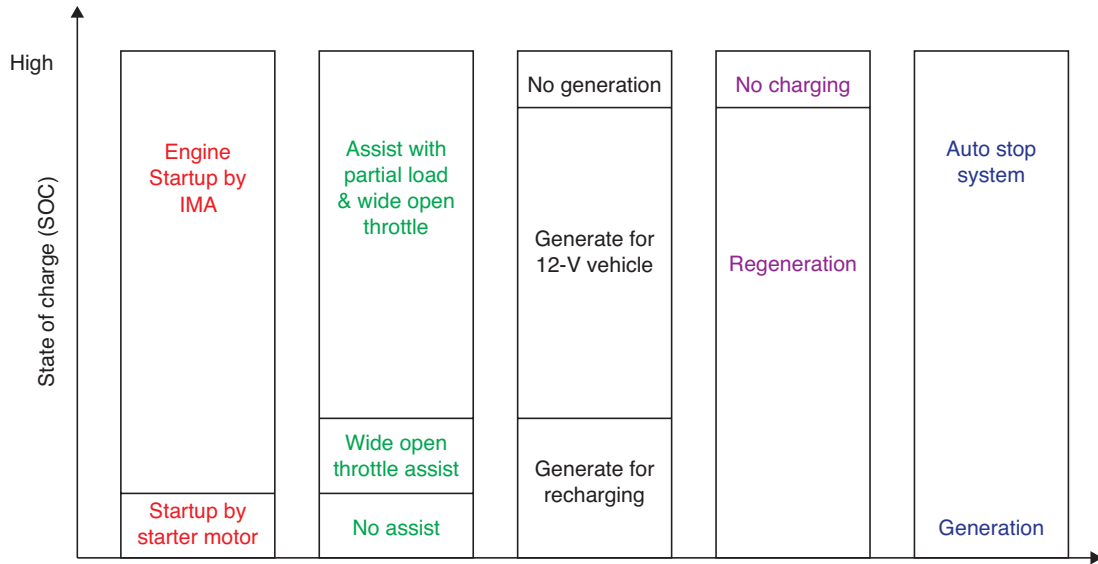 High
State of charge (SOC)
Engine
Startup by
IMA
Startup by
starter motor
Assist with
partial load
& wide open
throttle
Wide open
throttle assist
No assist
No generation
Generate for
12-V vehicle
Generate for
recharging
No charging
Regeneration
Auto stop
system
Generation